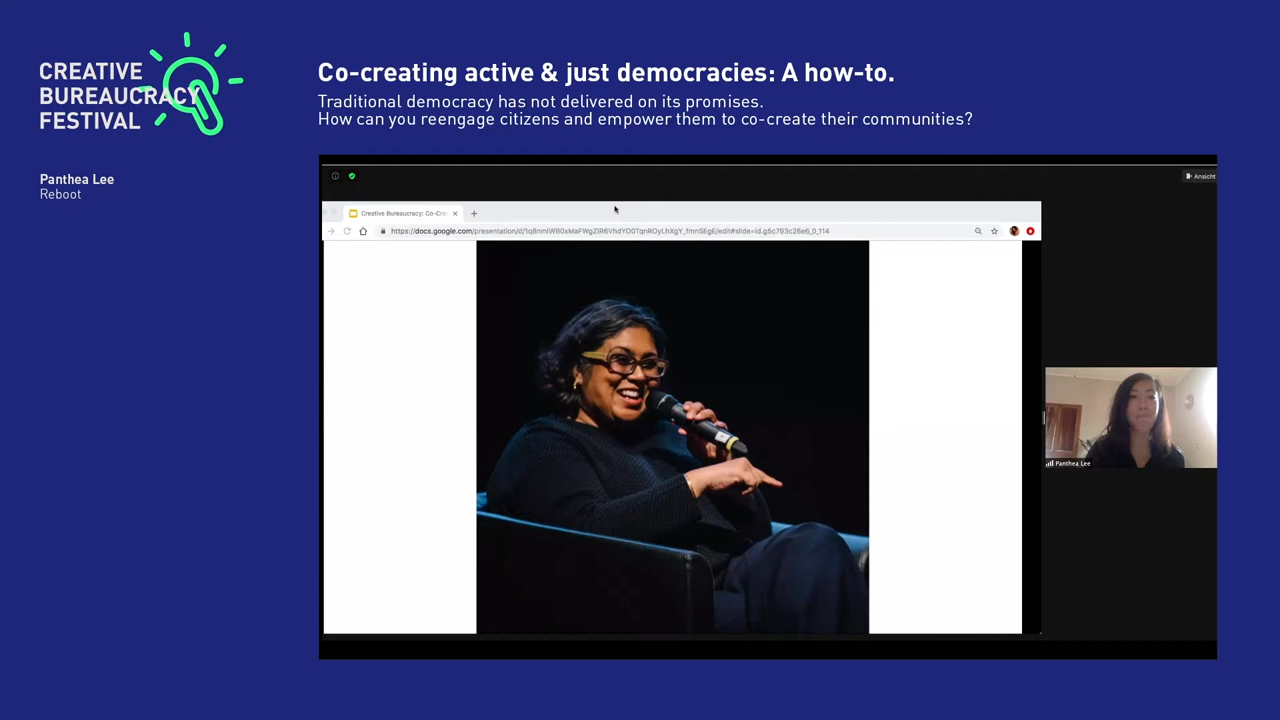 CREATIVE
BUREAUCRACY
FESTIVAL
Panthea Lee
Reboot
Co-creating active & just democracies: A how-to.
Traditional democracy has not delivered on its promises.
How can you reengage citizens and empower them to co-create their communities?
Ansicht
Creative Bureaucracy: Co-Cre
Panthea Lee